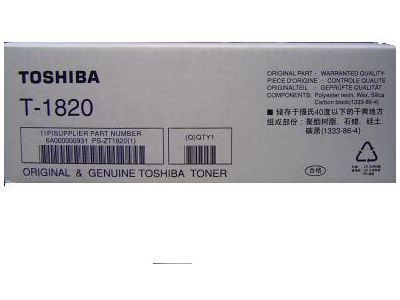 TOSHIBA
T-1820
ORIGINAL PART - WARRANTED QUALITY
PIECE D'ORIGINE - CONTROLE QUALITE
ORIGINALTEIL - GEPRÜFTE QUALITÄT
COMPONENTS: Polyester resin, Wax, Silica
Carbon black(1333-86-4)
■ 储存于摄氏40度以下的干爽地方
组成成份: 聚酯树脂、石蜡、硅土
碳黑(1333-86-4)
(1P)SUPPLIER PART NUMBER
6A000000931 PS-ZT1820(1)
(Q)QTY1
ORIGINAL & GENUINE TOSHIBA TONER
合格